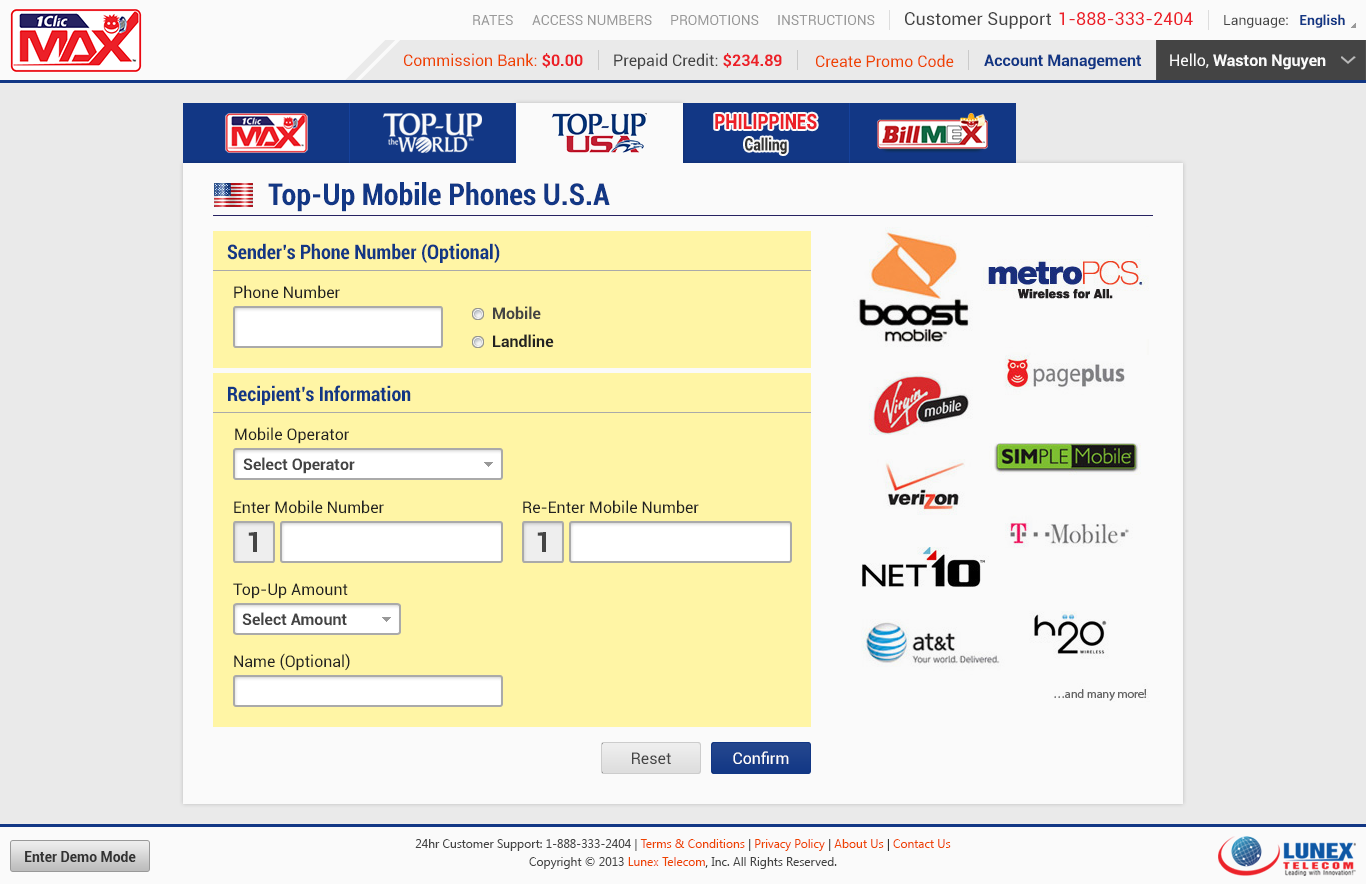 1Clic
MAX
RATES ACCESS NUMBERS PROMOTIONS INSTRUCTIONS Customer Support 1-888-333-2404 Language: English
Commission Bank: $0.00 Prepaid Credit: $234.89 Create Promo Code Account Management Hello, Waston Nguyen
1Clic MAX
TOP-UP the WORLD
TOP-UP USA
PHILIPPINES Calling
BillMEX
Top-Up Mobile Phones U.S.A
Sender's Phone Number (Optional)
Phone Number
Mobile
Landline
Recipient's Information
Mobile Operator
Select Operator
Enter Mobile Number Re-Enter Mobile Number
1 1
Top-Up Amount
Select Amount
Name (Optional)
Reset Confirm
boost
mobile™
metroPCS.
Wireless for All.
pageplus
Virgin mobile
SIMPLE Mobile
verizon
T··Mobile·
NET10™
at&t
Your world. Delivered.
h2o
WIRELESS
...and many more!
Enter Demo Mode
24hr Customer Support: 1-888-333-2404 | Terms & Conditions | Privacy Policy | About Us | Contact Us
Copyright © 2013 Lunex Telecom, Inc. All Rights Reserved.
LUNEX
TELECOM
Leading with Innovation!